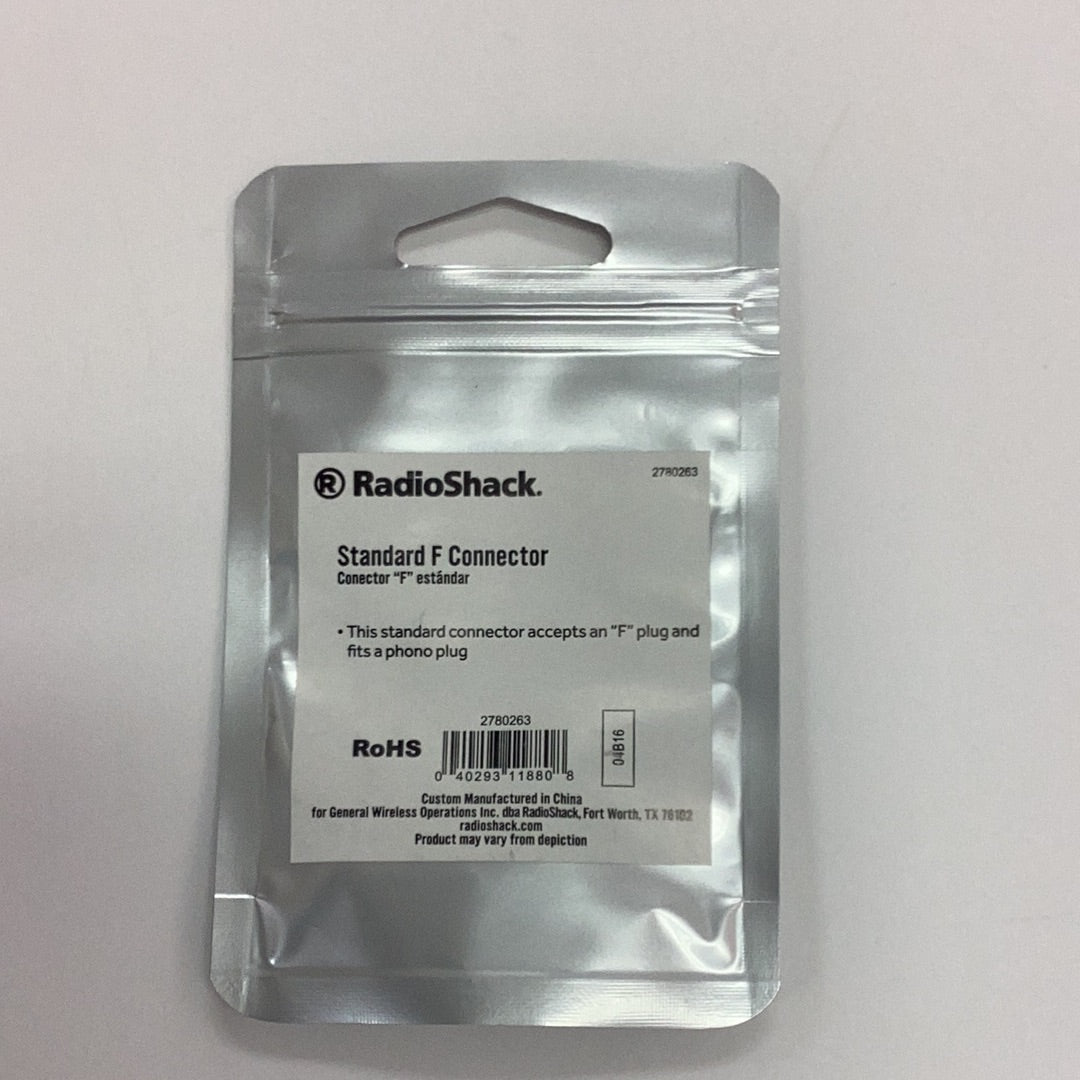 ® RadioShack.
2780263
Standard F Connector
Conector “F” estándar
• This standard connector accepts an “F” plug and
fits a phono plug
2780263
RoHS
0 40293 11880 8
04B16
Custom Manufactured in China
for General Wireless Operations Inc. dba RadioShack, Fort Worth, TX 76102
radioshack.com
Product may vary from depiction